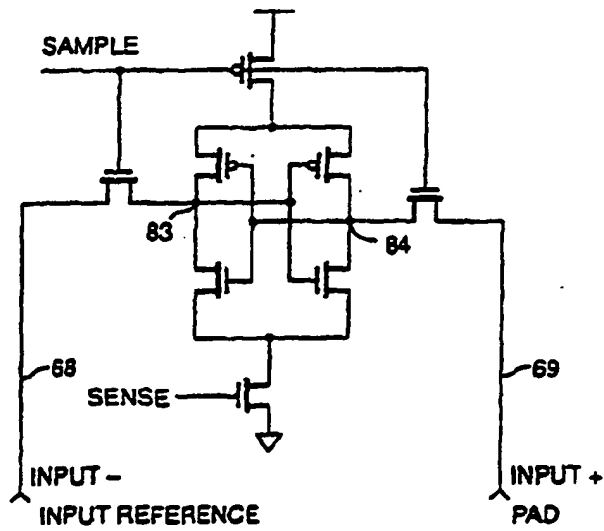 SAMPLE
83
84
68
69
SENSE
INPUT –
INPUT REFERENCE
INPUT +
PAD